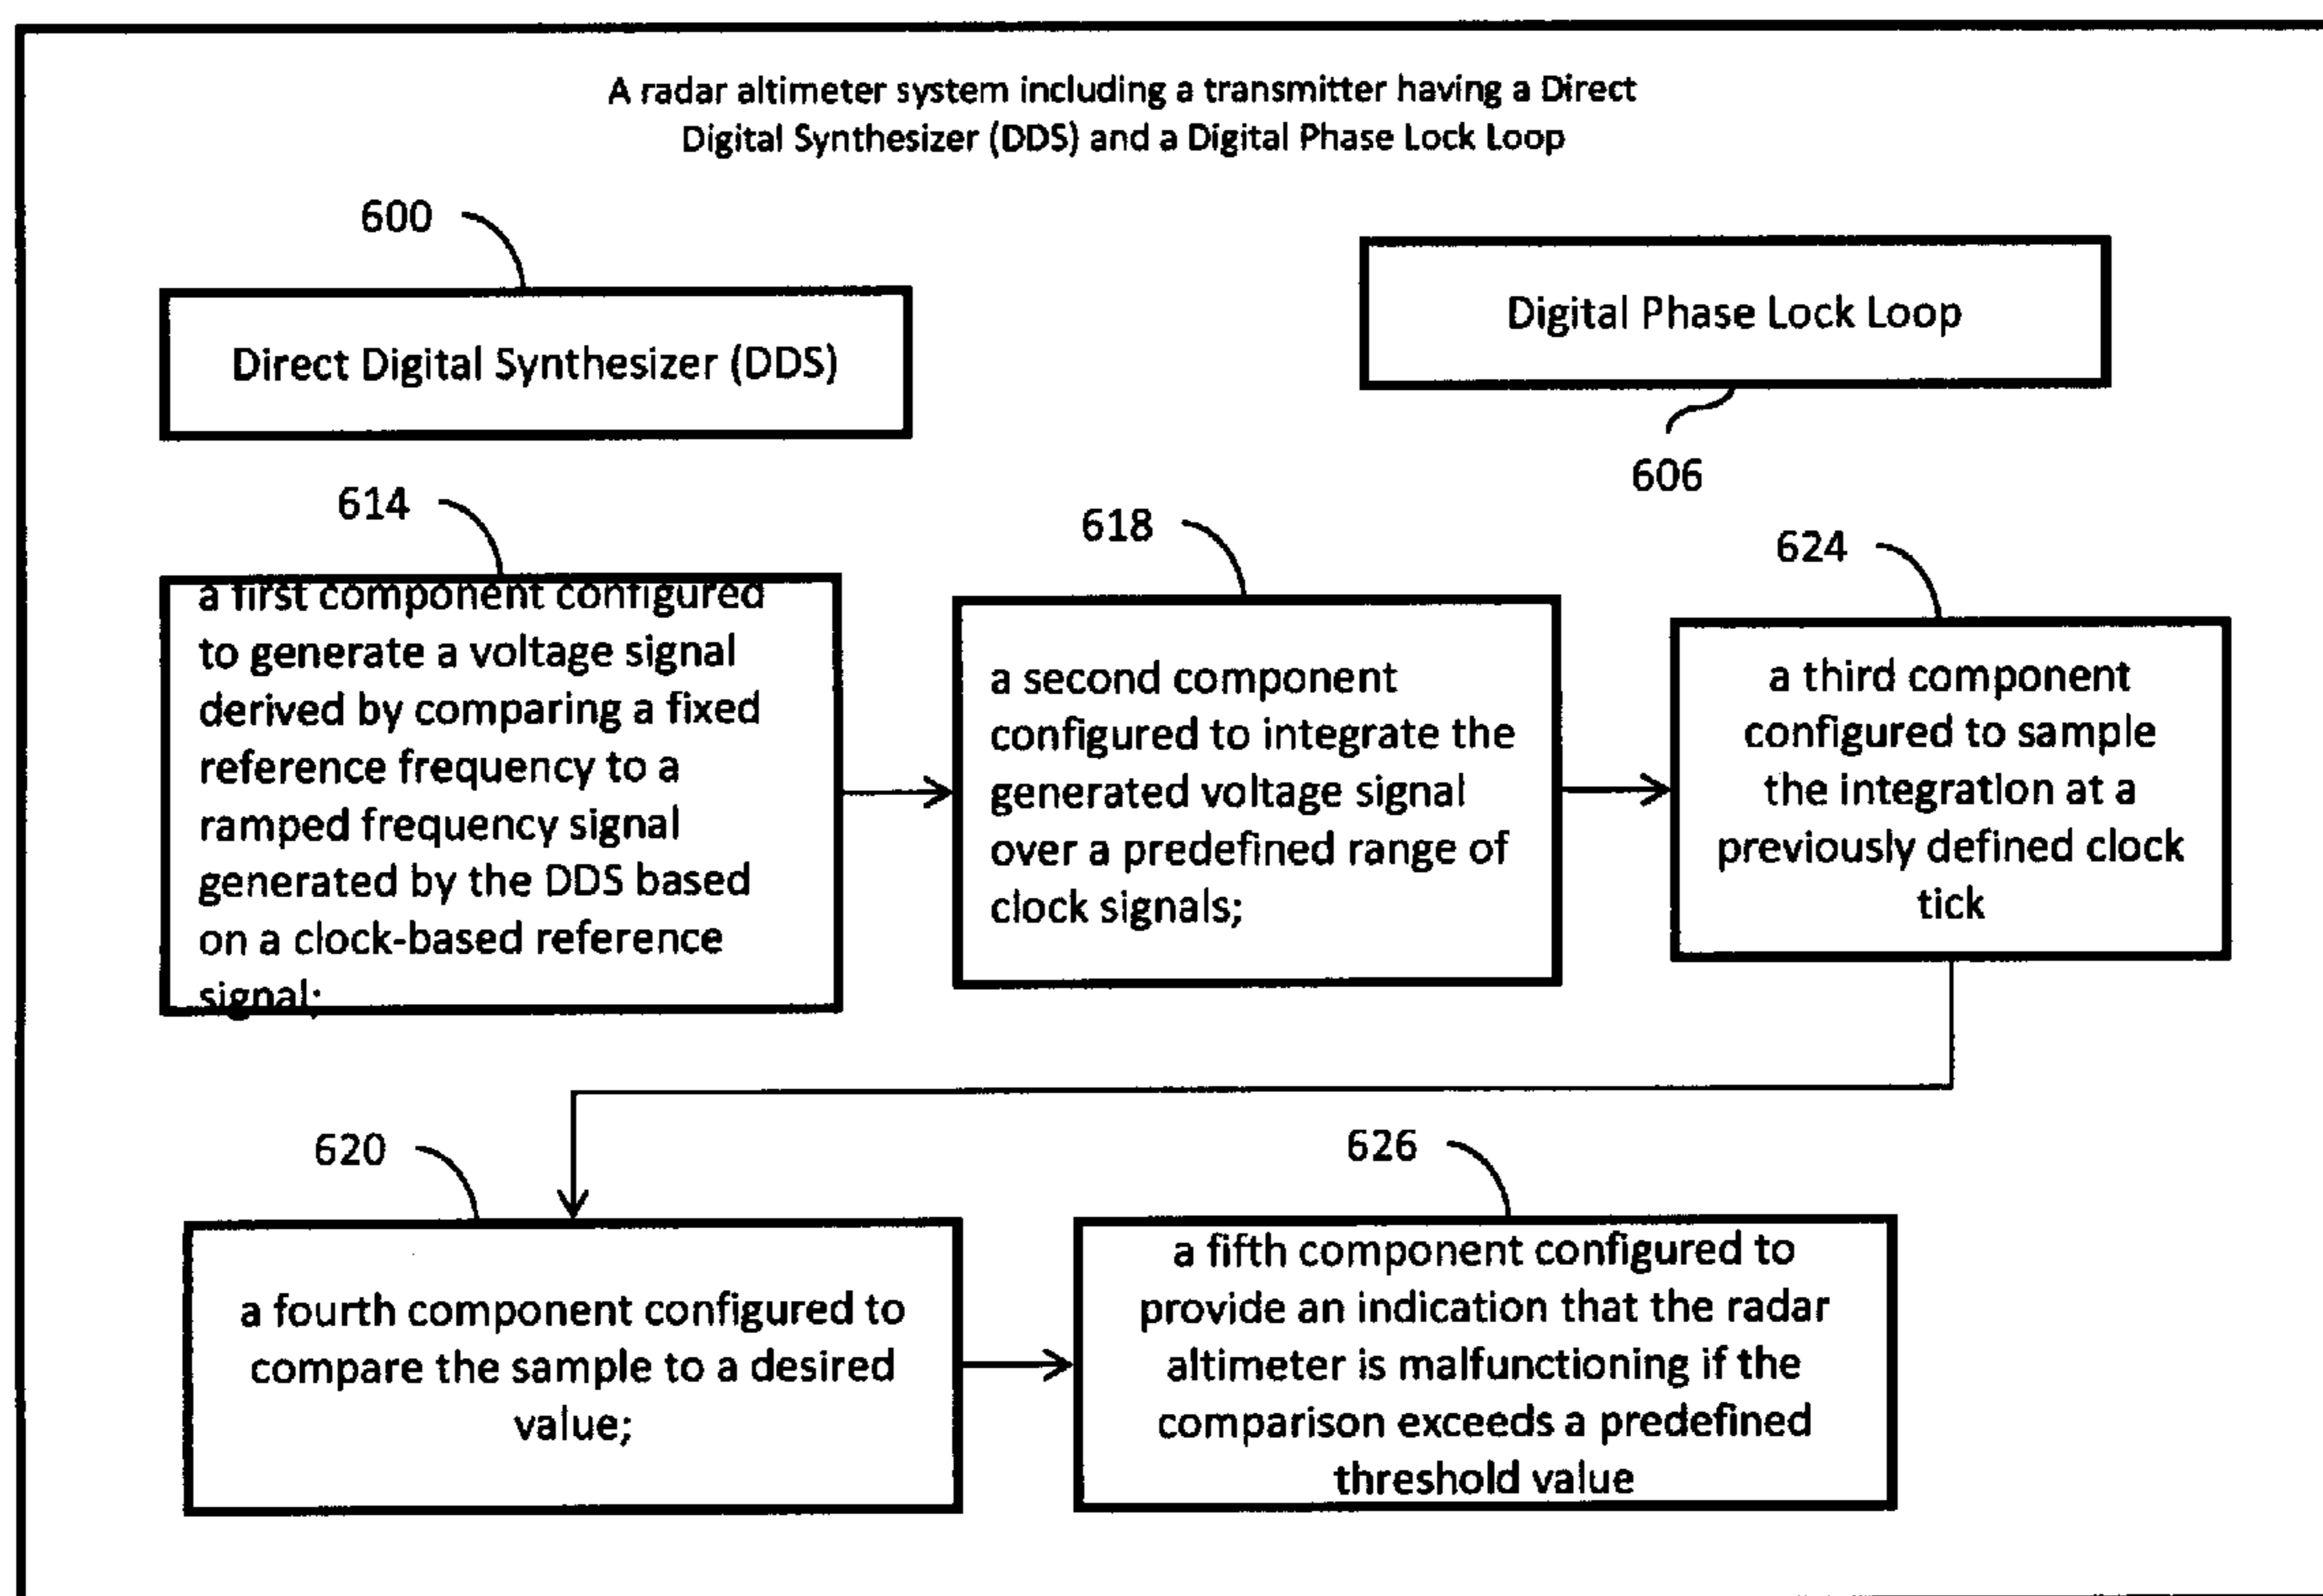 A radar altimeter system including a transmitter having a Direct
Digital Synthesizer (DDS) and a Digital Phase Lock Loop
600
Direct Digital Synthesizer (DDS)
Digital Phase Lock Loop
606
614
a first component configured
to generate a voltage signal
derived by comparing a fixed
reference frequency to a
ramped frequency signal
generated by the DDS based
on a clock-based reference
signal;
618
a second component
configured to integrate the
generated voltage signal
over a predefined range of
clock signals;
624
a third component
configured to sample
the integration at a
previously defined clock
tick
620
a fourth component configured to
compare the sample to a desired
value;
626
a fifth component configured to
provide an indication that the radar
altimeter is malfunctioning if the
comparison exceeds a predefined
threshold value